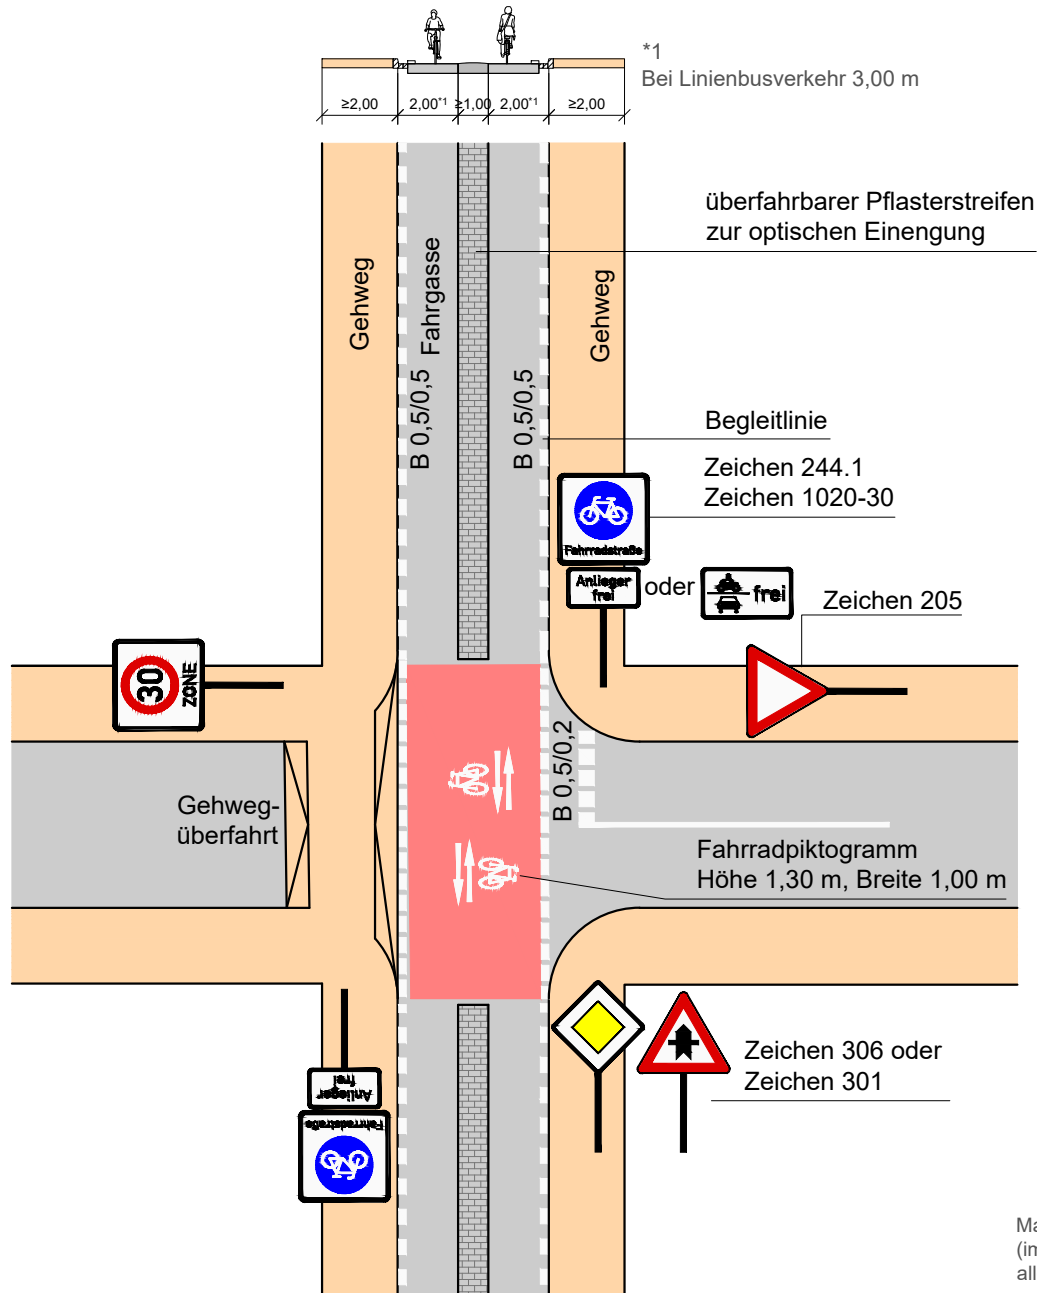 *1
Bei Linienbusverkehr 3,00 m
≥2,00
2,00*1
≥1,00
2,00*1
≥2,00
überfahrbarer Pflasterstreifen
zur optischen Einengung
Gehweg
Fahrgasse
Gehweg
B 0,5/0,5
B 0,5/0,5
Begleitlinie
Zeichen 244.1
Zeichen 1020-30
Fahrradstraße
Anlieger
frei
oder
frei
Zeichen 205
30
ZONE
B 0,5/0,2
Gehweg-
überfahrt
Fahrradpiktogramm
Höhe 1,30 m, Breite 1,00 m
Zeichen 306 oder
Zeichen 301
Anlieger
frei
Fahrradstraße
(im
all